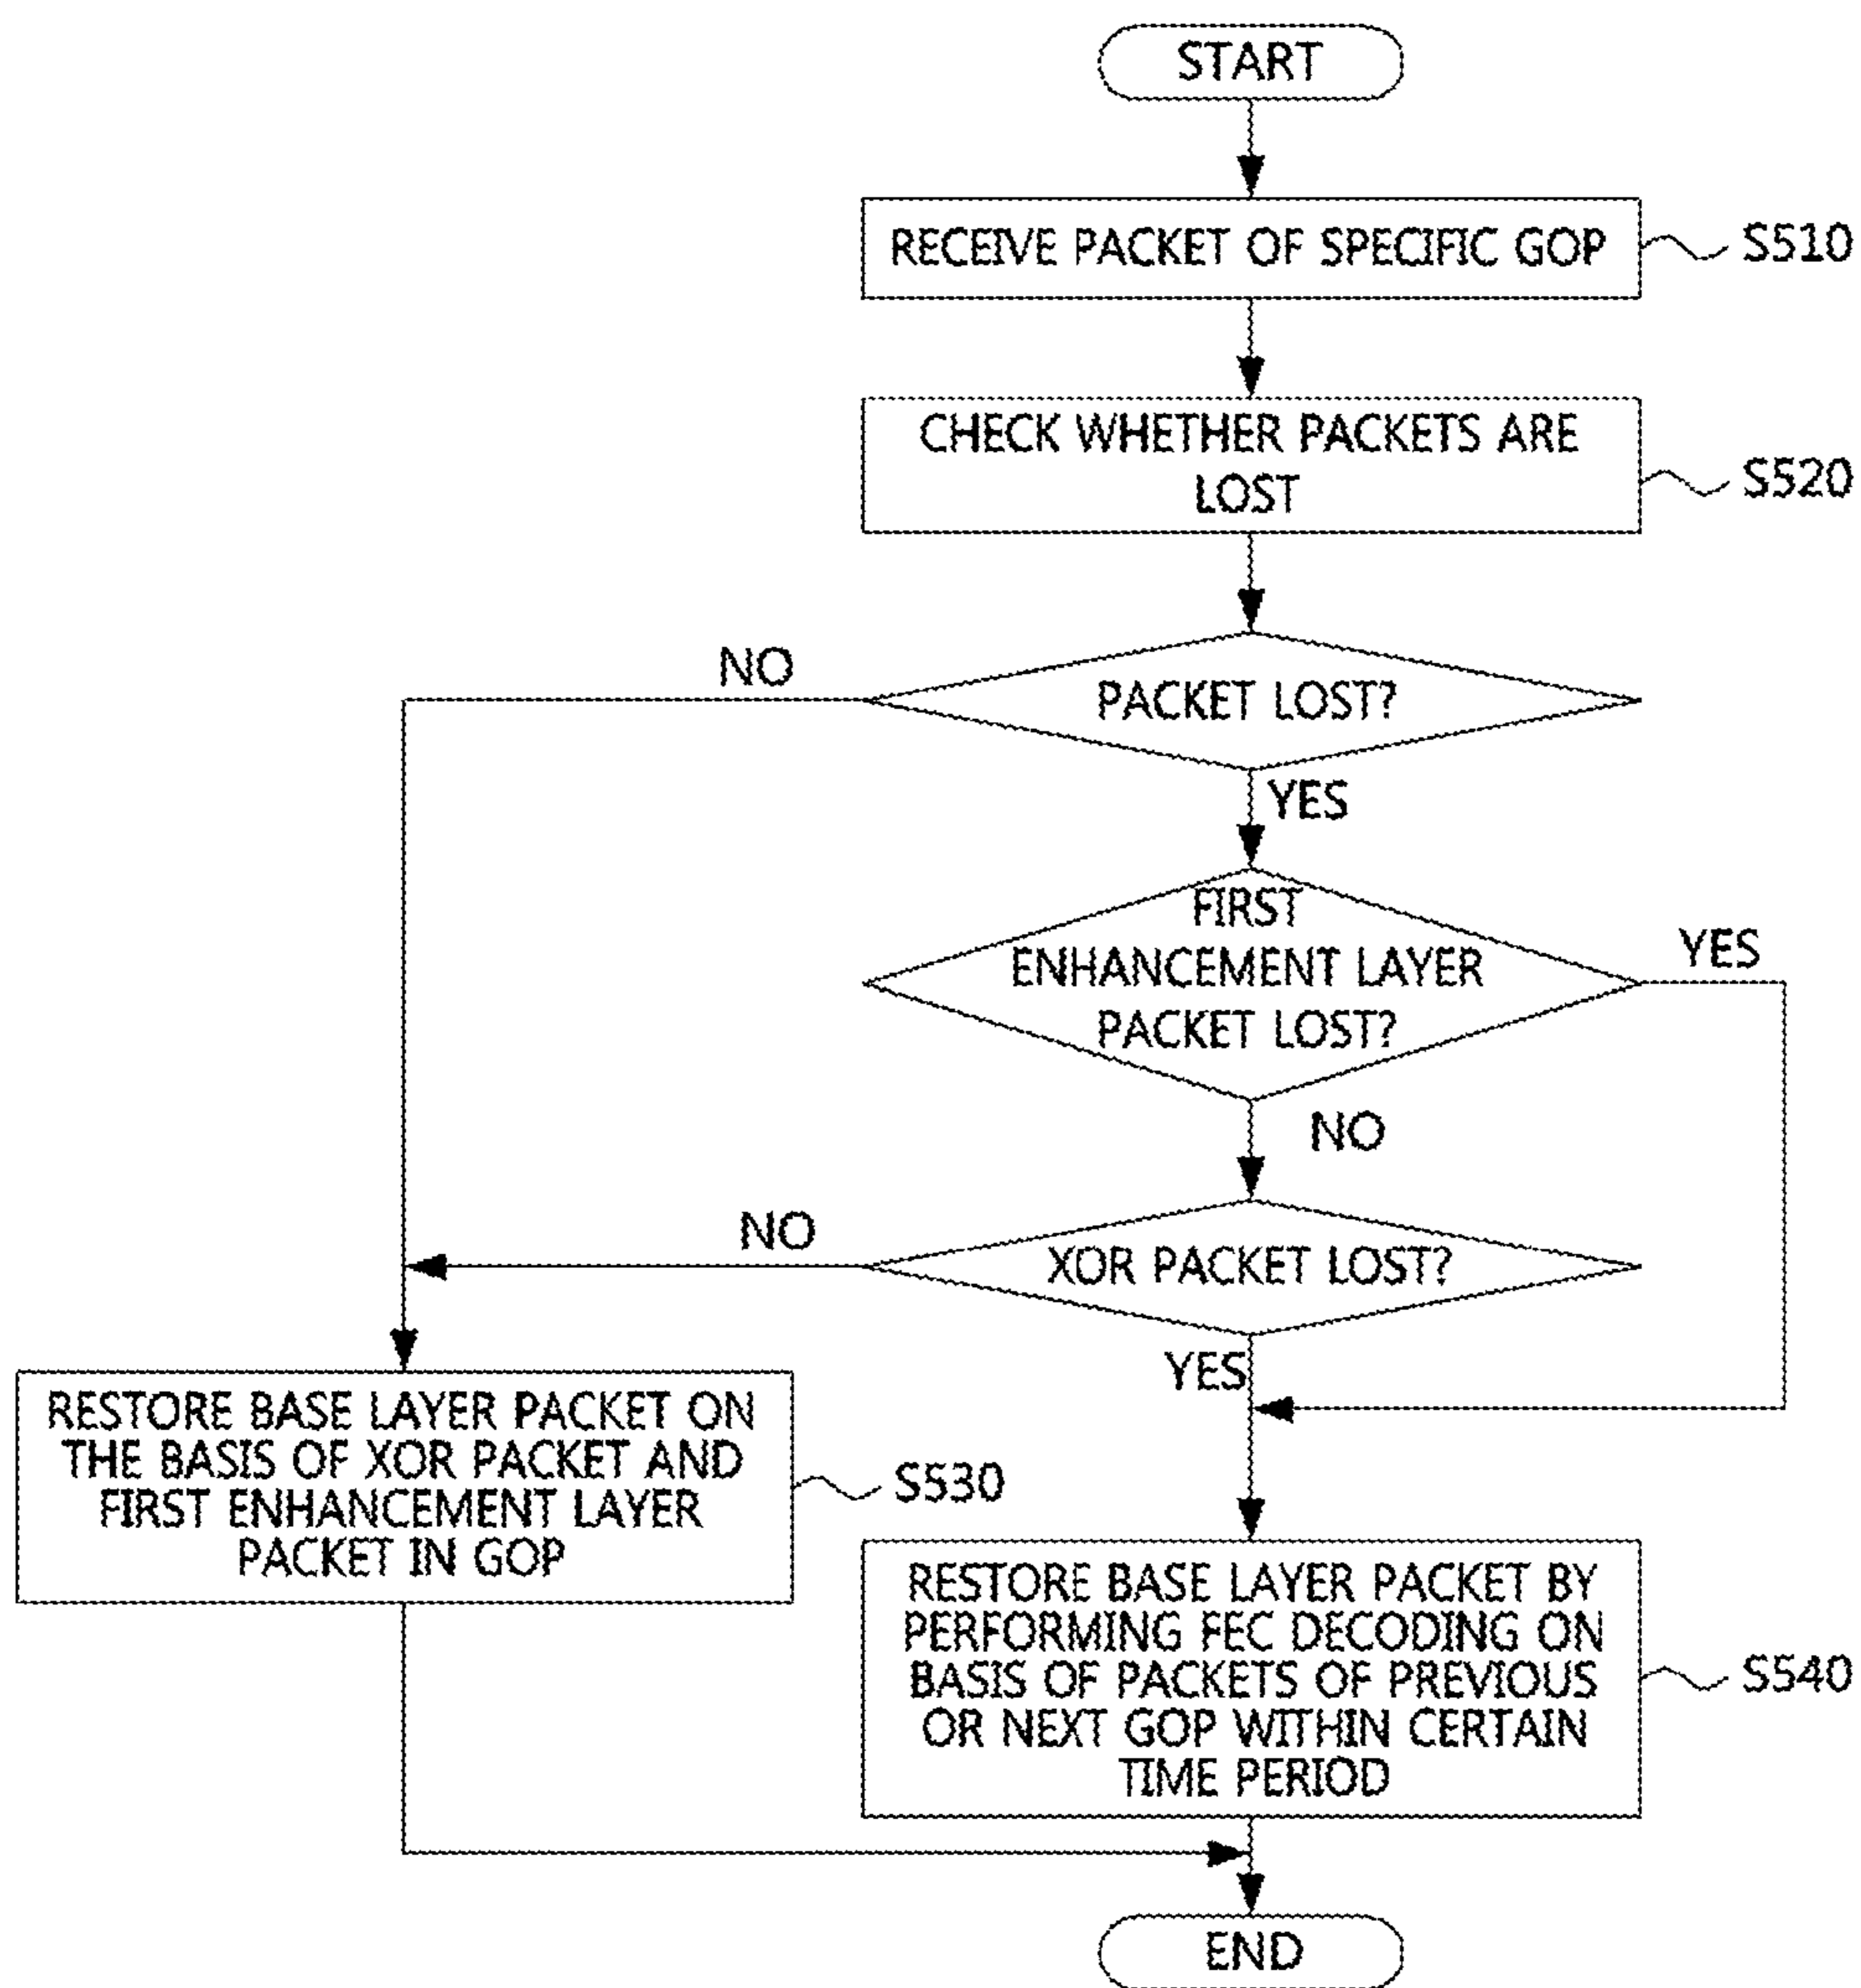 START
RECEIVE PACKET OF SPECIFIC GOP
S510
CHECK WHETHER PACKETS ARE
LOST
S520
NO
PACKET LOST?
YES
FIRST
ENHANCEMENT LAYER
PACKET LOST?
YES
NO
NO
XOR PACKET LOST?
YES
RESTORE BASE LAYER PACKET ON
THE BASIS OF XOR PACKET AND
FIRST ENHANCEMENT LAYER
PACKET IN GOP
S530
RESTORE BASE LAYER PACKET BY
PERFORMING FEC DECODING ON
BASIS OF PACKETS OF PREVIOUS
OR NEXT GOP WITHIN CERTAIN
TIME PERIOD
S540
END